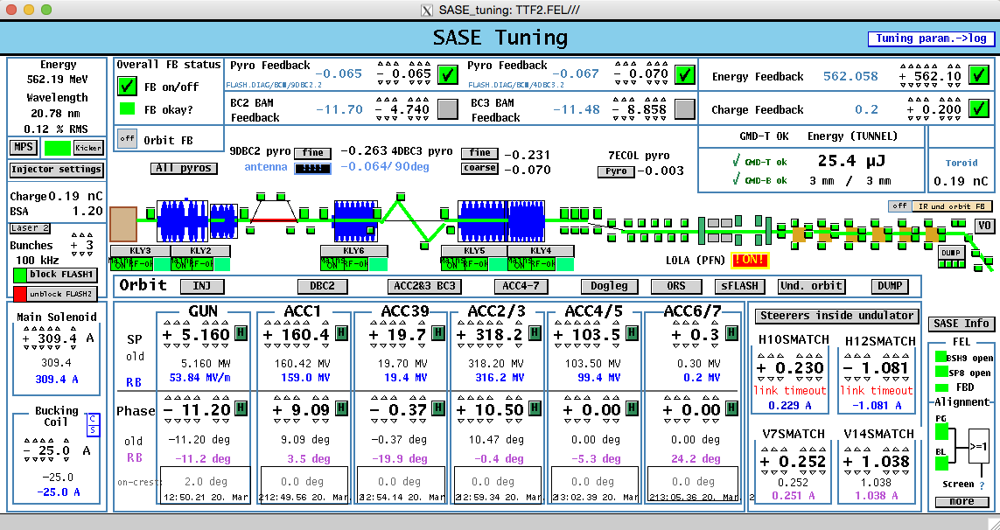 SASE_tuning: TTF2.FEL///
SASE Tuning
Tuning param.->log
Energy
562.19 MeV
Wavelength
20.78 nm
0.12 % RMS
MPS
Kicker
Injector settings
Charge 0.19 nC
BSA 1.20
Laser 2
Bunches
+ 3
100 kHz
block FLASH1
unblock FLASH2
Overall FB status
FB on/off
FB okay?
off Orbit FB
Pyro Feedback -0.065 - 0.065
FLASH.DIAG/BCM/9DBC2.2
Pyro Feedback -0.067 - 0.070
FLASH.DIAG/BCM/4DBC3.2
BC2 BAM Feedback -11.70 - 4.740
BC3 BAM Feedback -11.48 - 8.858
Energy Feedback 562.058 + 562.10
Charge Feedback 0.2 + 0.200
GMD-T OK Energy (TUNNEL)
GMD-T ok 25.4 μJ
GMD-B ok 3 mm / 3 mm
Toroid
0.19 nC
All pyros
9DBC2 pyro fine -0.263
antenna -0.064/90deg
4DBC3 pyro fine -0.231
coarse -0.070
7ECOL pyro
Pyro -0.003
off IR und orbit FB
VO
DUMP
KLY3 KLY2 KLY6 KLY5 KLY4
LOLA (PFN) !ON!
Orbit INJ DBC2 ACC2&3 BC3 ACC4-7 Dogleg ORS sFLASH Und. orbit DUMP
Main Solenoid
+ 309.4 A
309.4
309.4 A
Bucking Coil
C
S
- 25.0 A
-25.0
-25.0 A
GUN ACC1 ACC39 ACC2/3 ACC4/5 ACC6/7
SP + 5.160 H + 160.4 H + 19.7 H + 318.2 H + 103.5 H + 0.3 H
old 5.160 MW 160.42 MV 19.70 MV 318.20 MV 103.50 MV 0.30 MV
RB 53.84 MV/m 159.0 MV 19.4 MV 316.2 MV 99.4 MV 0.2 MV
Phase - 11.20 H + 9.09 H - 0.37 H + 10.50 H + 0.00 H + 0.00 H
old -11.20 deg 9.09 deg -0.37 deg 10.47 deg 0.00 deg 0.00 deg
RB -11.2 deg 3.5 deg -19.9 deg -0.4 deg -5.3 deg 24.2 deg
on-crest: 2.0 deg 0.0 deg 0.0 deg 0.0 deg 0.0 deg 0.0 deg
12:50.21 20. Mar 12:49.56 20. Mar 12:54.14 20. Mar 12:59.34 20. Mar 13:02.39 20. Mar 13:05.36 20. Mar
Steerers inside undulator
H10SMATCH
+ 0.230
link timeout
0.229 A
H12SMATCH
- 1.081
link timeout
-1.081 A
V7SMATCH
+ 0.252
0.252
0.251 A
V14SMATCH
+ 1.038
1.038
1.038 A
SASE Info
FEL
BSH9 open
SP8 open
FBD
Alignment
PG
BL
>=1
Screen ?
more